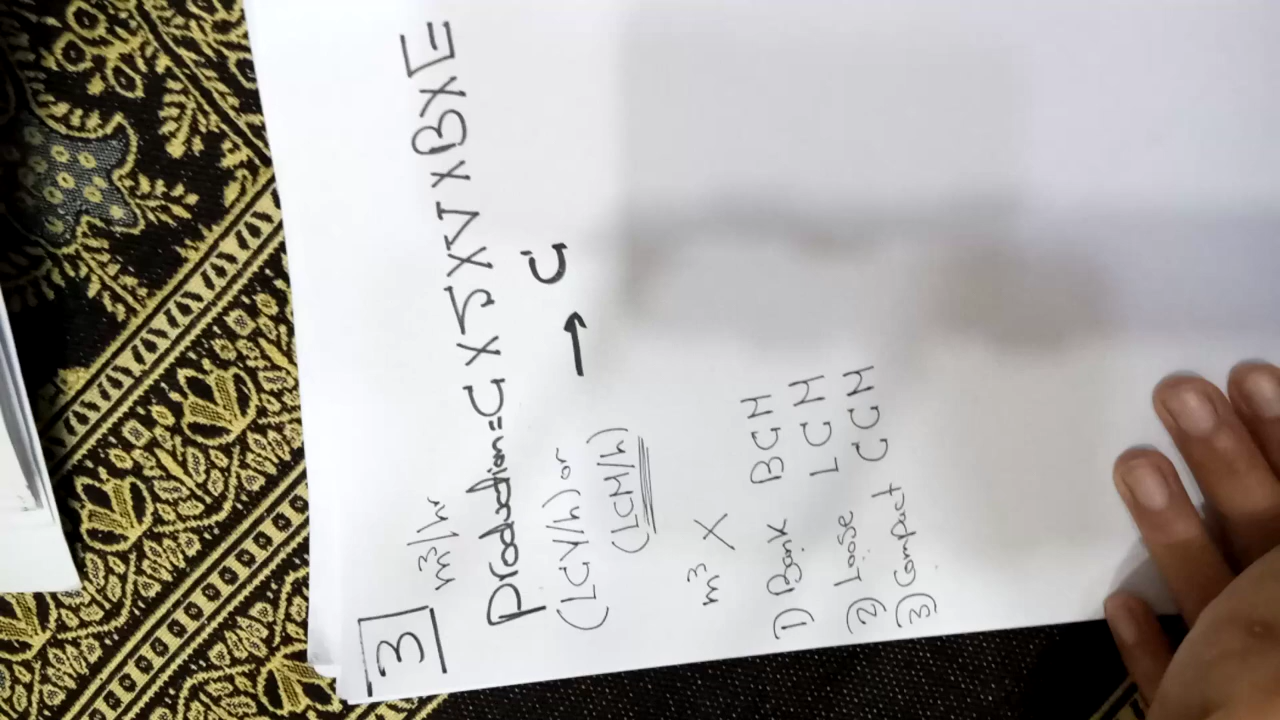 3
m³/hr
Production = C x S x V x B x E
(LCY/h) or → C
(LCM/h)
m³ X
1) Bank BCM
2) Loose LCM
3) Compact CCM